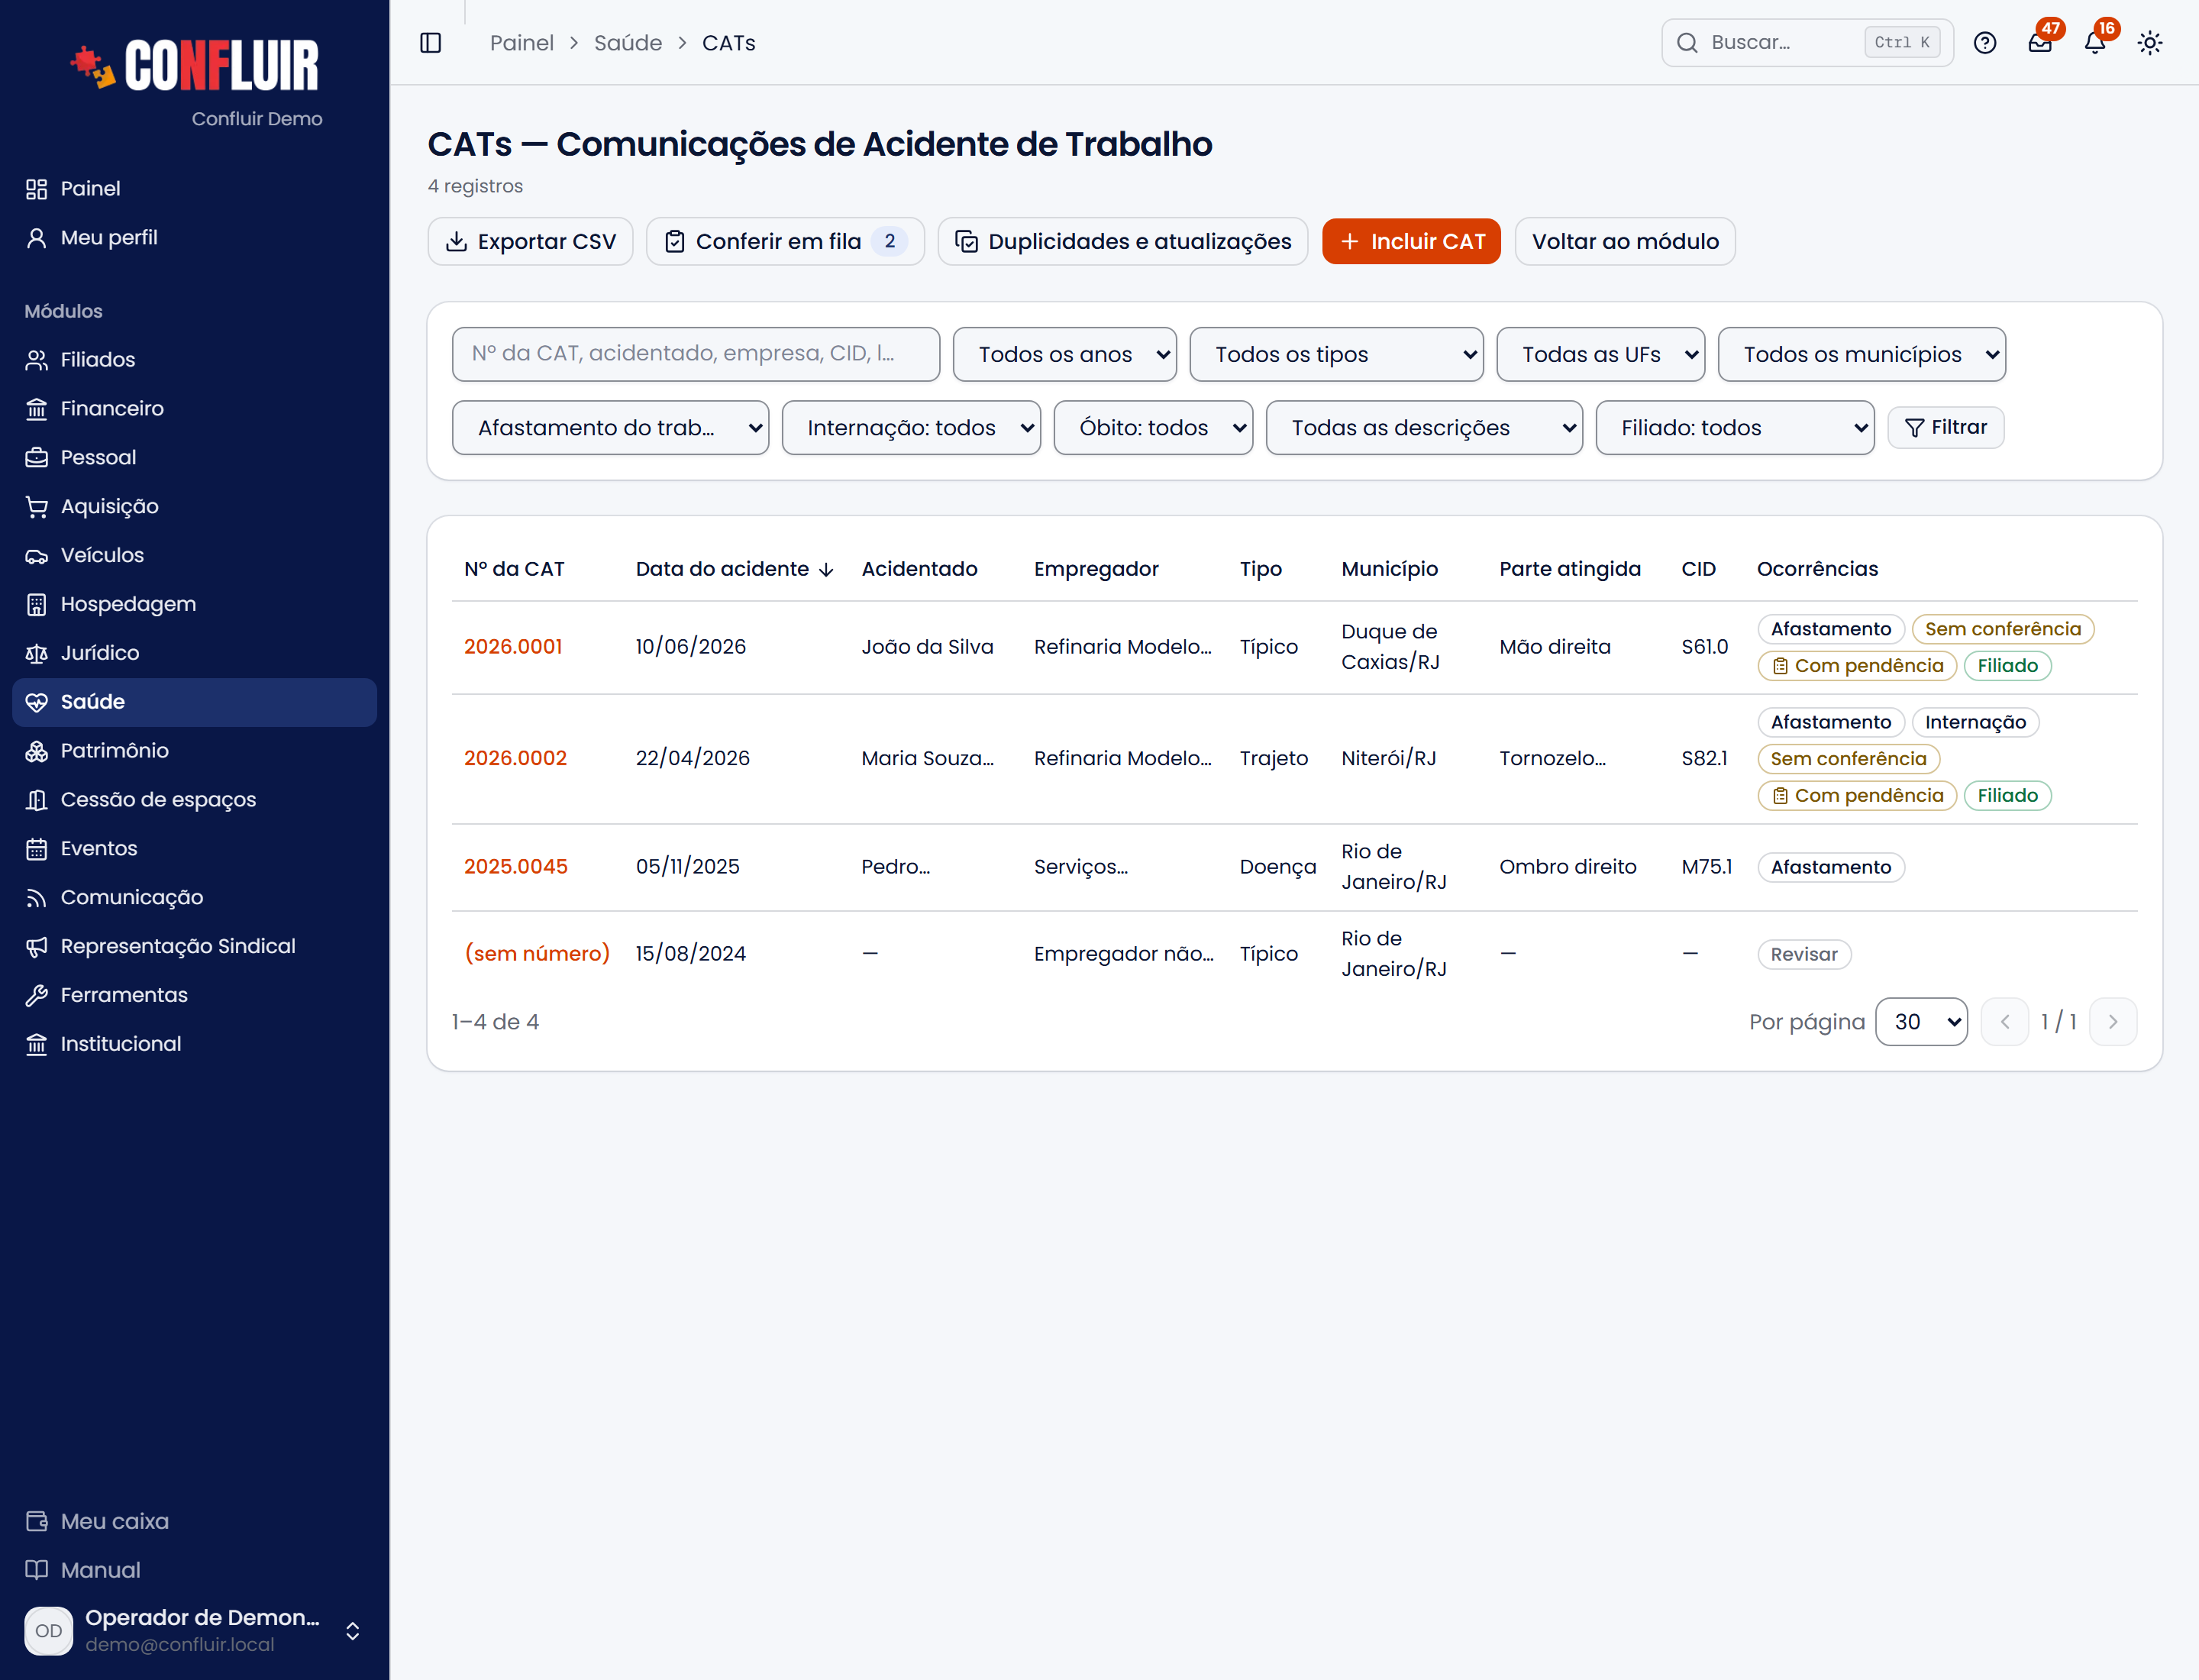 CONFLUIR
Confluir Demo
Painel
Meu perfil
Módulos
Filiados
Financeiro
Pessoal
Aquisição
Veículos
Hospedagem
Jurídico
Saúde
Patrimônio
Cessão de espaços
Eventos
Comunicação
Representação Sindical
Ferramentas
Institucional
Meu caixa
Manual
OD
Operador de Demon...
demo@confluir.local
Painel > Saúde > CATs
Buscar... Ctrl K
47
16
CATs — Comunicações de Acidente de Trabalho
4 registros
Exportar CSV
Conferir em fila 2
Duplicidades e atualizações
+ Incluir CAT
Voltar ao módulo
Nº da CAT, acidentado, empresa, CID, l...
Todos os anos
Todos os tipos
Todas as UFs
Todos os municípios
Afastamento do trab...
Internação: todos
Óbito: todos
Todas as descrições
Filiado: todos
Filtrar
Nº da CAT Data do acidente ↓ Acidentado Empregador Tipo Município Parte atingida CID Ocorrências
2026.0001 10/06/2026 João da Silva Refinaria Modelo... Típico Duque de Caxias/RJ Mão direita S61.0 Afastamento Sem conferência Com pendência Filiado
2026.0002 22/04/2026 Maria Souza... Refinaria Modelo... Trajeto Niterói/RJ Tornozelo... S82.1 Afastamento Internação Sem conferência Com pendência Filiado
2025.0045 05/11/2025 Pedro... Serviços... Doença Rio de Janeiro/RJ Ombro direito M75.1 Afastamento
(sem número) 15/08/2024 — Empregador não... Típico Rio de Janeiro/RJ — — Revisar
1–4 de 4
Por página 30 1 / 1